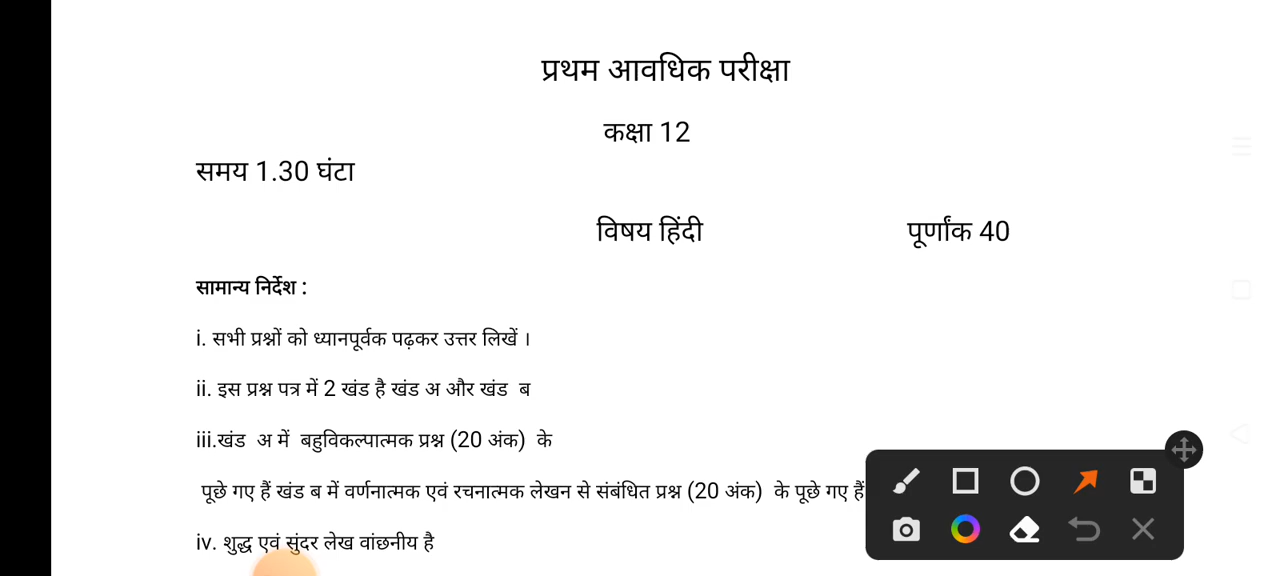 प्रथम आवधिक परीक्षा
कक्षा 12
समय 1.30 घंटा
विषय हिंदी पूर्णांक 40
सामान्य निर्देश :
i. सभी प्रश्नों को ध्यानपूर्वक पढ़कर उत्तर लिखें ।
ii. इस प्रश्न पत्र में 2 खंड है खंड अ और खंड ब
iii.खंड अ में बहुविकल्पात्मक प्रश्न (20 अंक) के
पूछे गए हैं खंड ब में वर्णनात्मक एवं रचनात्मक लेखन से संबंधित प्रश्न (20 अंक) के पूछे गए हैं
iv. शुद्ध एवं सुंदर लेख वांछनीय है